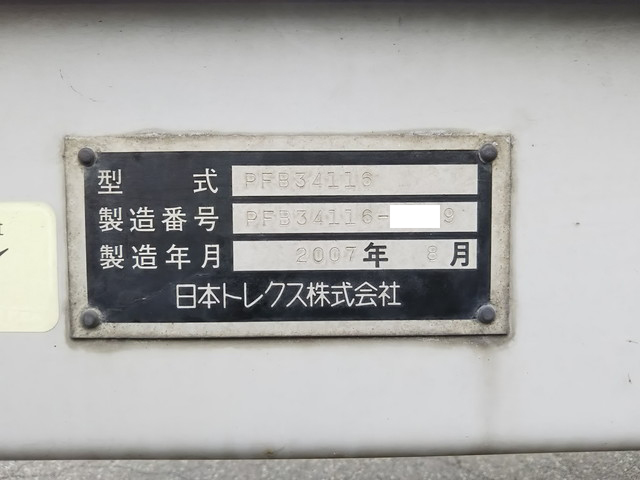 型式 PFB34116
製造番号 PFB34116-9
製造年月 2007年 8月
日本トレクス株式会社